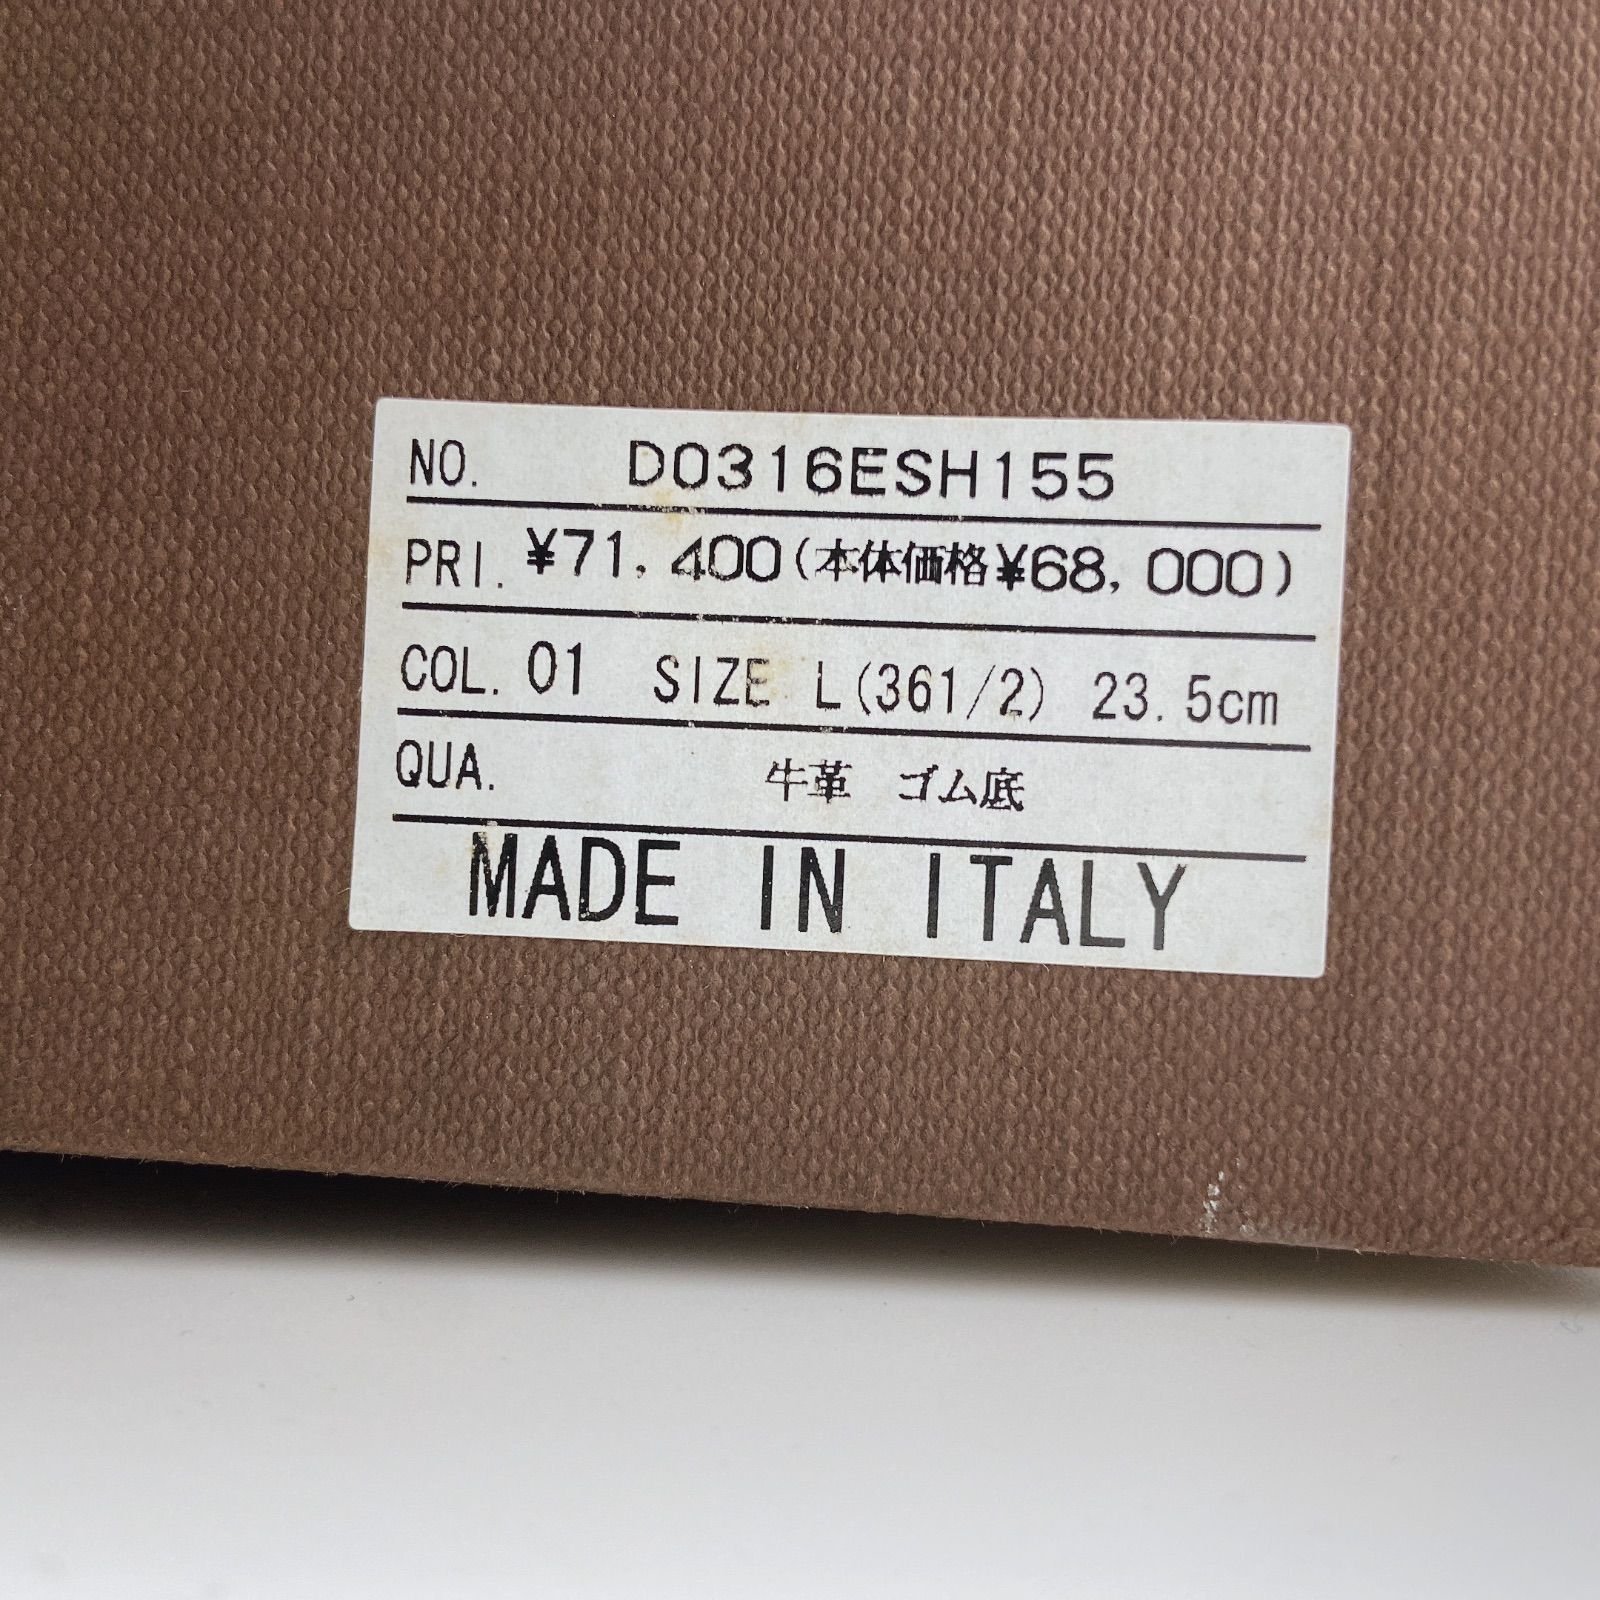 NO. D0316ESH155
PRI. ¥71,400(本体価格¥68,000)
COL. 01 SIZE L(361/2) 23.5cm
QUA. 牛革 ゴム底
MADE IN ITALY